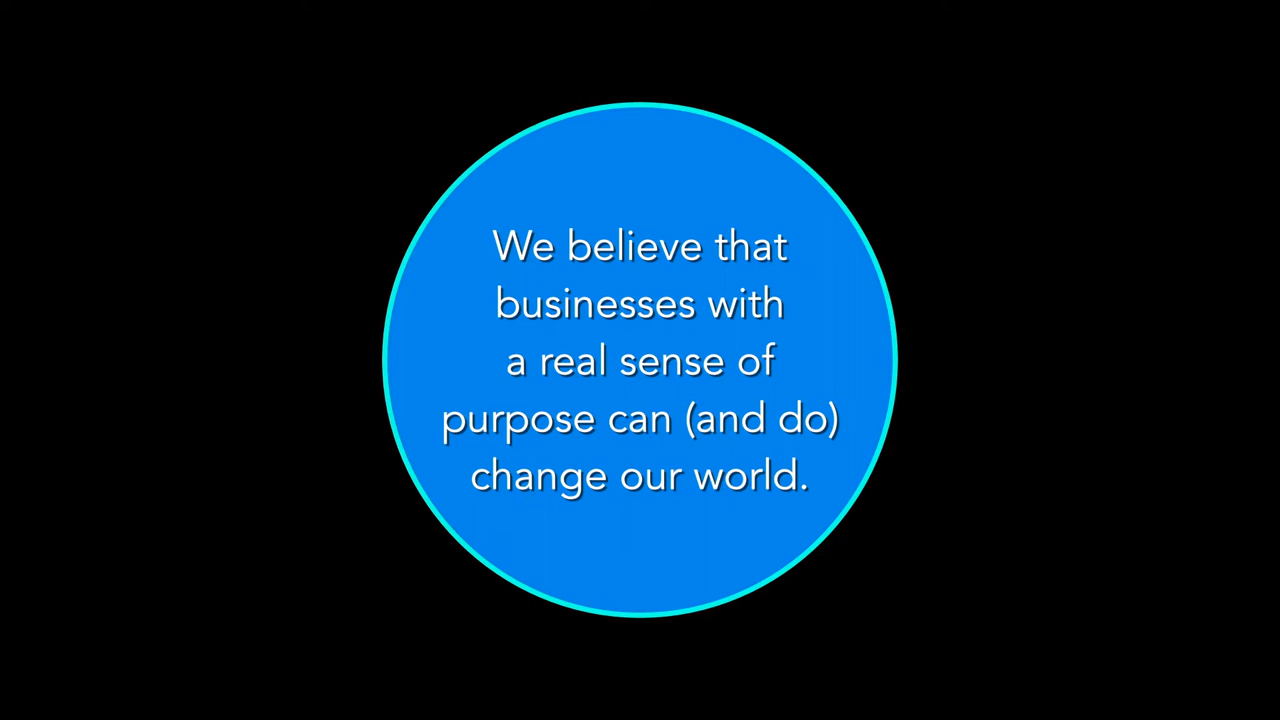 We believe that
businesses with
a real sense of
purpose can (and do)
change our world.